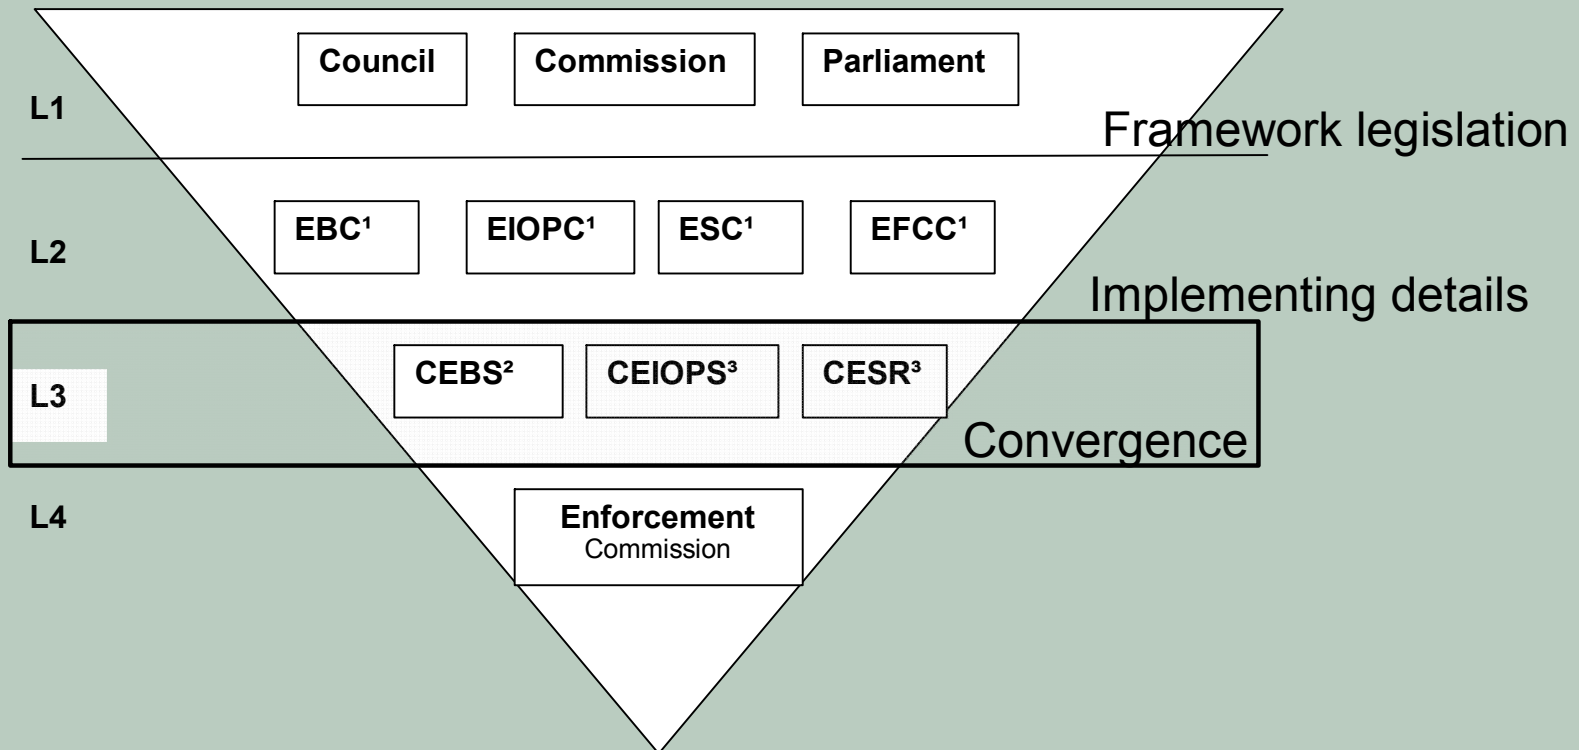 Council
Commission
Parliament
L1
Framework legislation
EBC¹
EIOPC¹
ESC¹
EFCC¹
L2
Implementing details
CEBS²
CEIOPS³
CESR³
L3
Convergence
L4
Enforcement
Commission